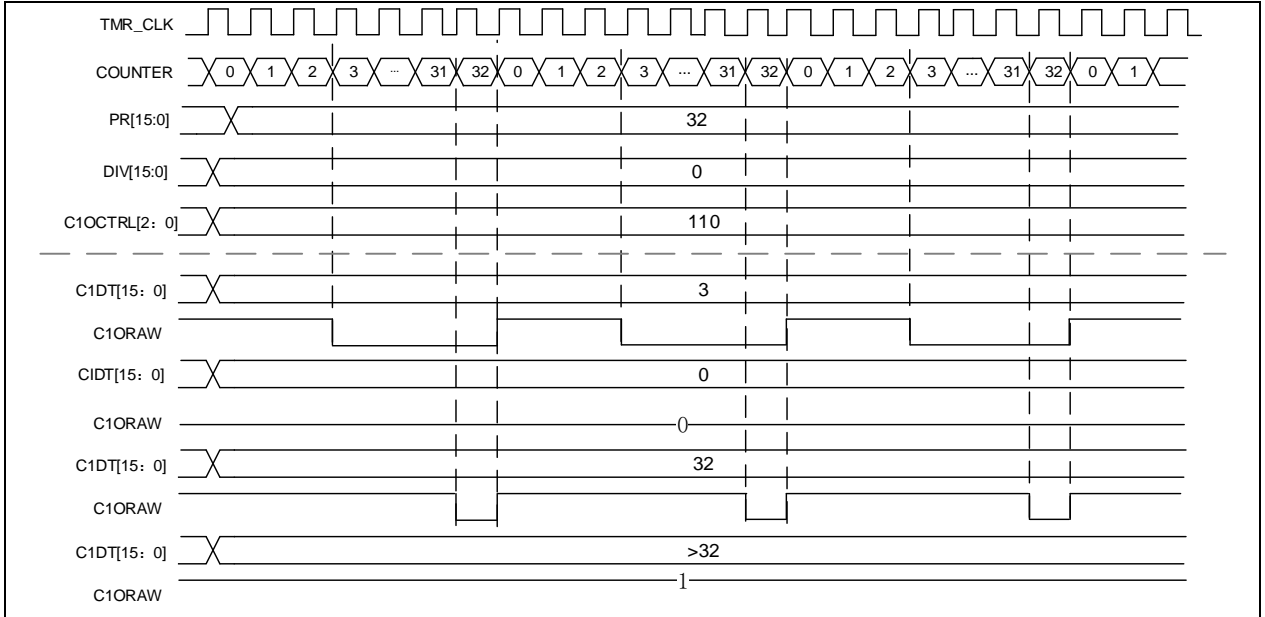 TMR_CLK
COUNTER 0 1 2 3 ... 31 32 0 1 2 3 ... 31 32 0 1 2 3 ... 31 32 0 1
PR[15:0] 32
DIV[15:0] 0
C1OCTRL[2：0] 110
C1DT[15：0] 3
C1ORAW
CIDT[15：0] 0
C1ORAW 0
C1DT[15：0] 32
C1ORAW
C1DT[15：0] >32
C1ORAW 1